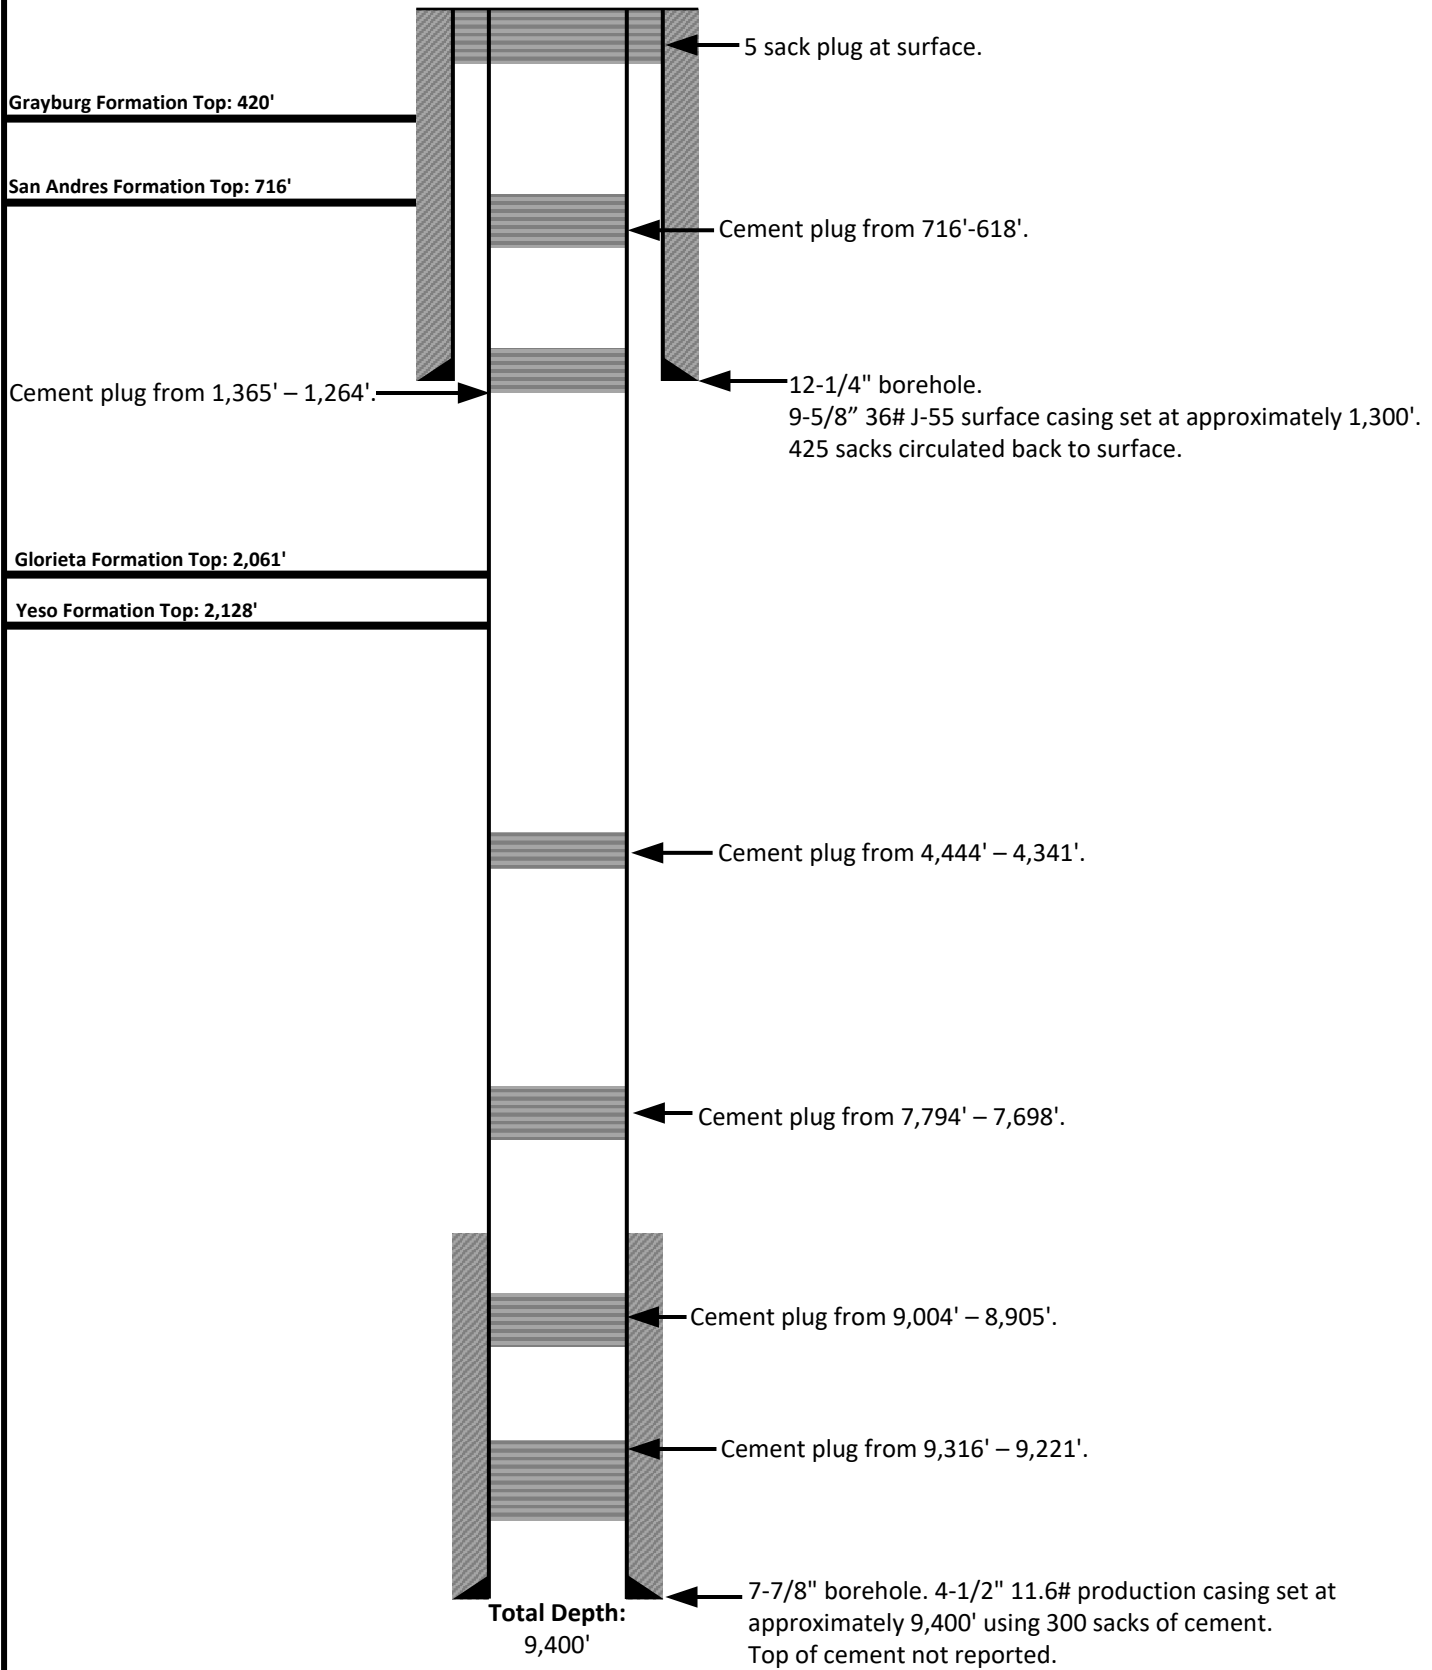 5 sack plug at surface.
Grayburg Formation Top: 420'
San Andres Formation Top: 716'
Cement plug from 716'-618'.
Cement plug from 1,365' – 1,264'.
12-1/4" borehole.
9-5/8” 36# J-55 surface casing set at approximately 1,300'.
425 sacks circulated back to surface.
Glorieta Formation Top: 2,061'
Yeso Formation Top: 2,128'
Cement plug from 4,444' – 4,341'.
Cement plug from 7,794' – 7,698'.
Cement plug from 9,004' – 8,905'.
Cement plug from 9,316' – 9,221'.
7-7/8" borehole. 4-1/2" 11.6# production casing set at
approximately 9,400' using 300 sacks of cement.
Top of cement not reported.
Total Depth:
9,400'